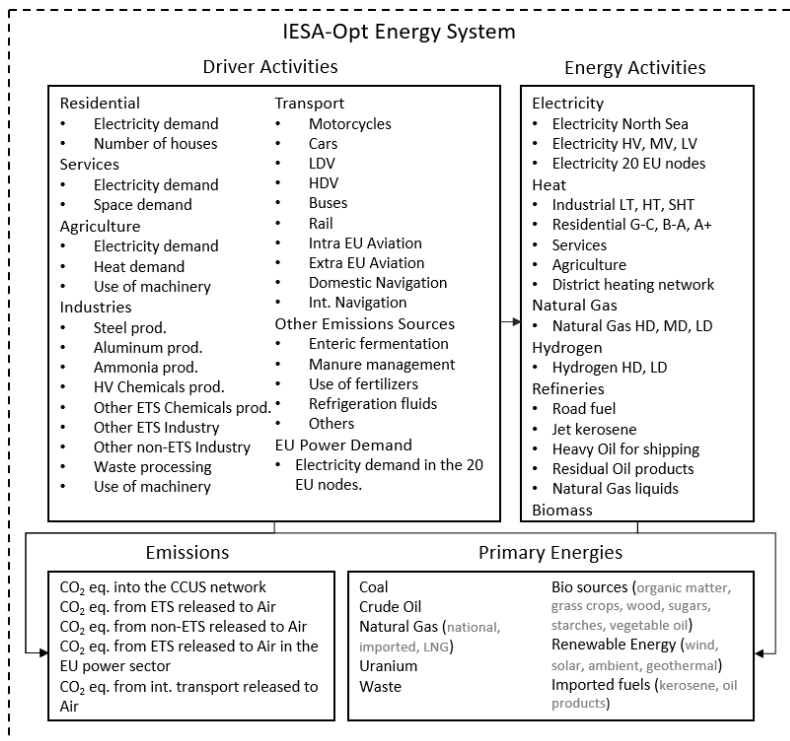 IESA-Opt Energy System
Driver Activities
Residential
• Electricity demand
• Number of houses
Services
• Electricity demand
• Space demand
Agriculture
• Electricity demand
• Heat demand
• Use of machinery
Industries
• Steel prod.
• Aluminum prod.
• Ammonia prod.
• HV Chemicals prod.
• Other ETS Chemicals prod.
• Other ETS Industry
• Other non-ETS Industry
• Waste processing
• Use of machinery
Transport
• Motorcycles
• Cars
• LDV
• HDV
• Buses
• Rail
• Intra EU Aviation
• Extra EU Aviation
• Domestic Navigation
• Int. Navigation
Other Emissions Sources
• Enteric fermentation
• Manure management
• Use of fertilizers
• Refrigeration fluids
• Others
EU Power Demand
• Electricity demand in the 20
EU nodes.
Energy Activities
Electricity
• Electricity North Sea
• Electricity HV, MV, LV
• Electricity 20 EU nodes
Heat
• Industrial LT, HT, SHT
• Residential G-C, B-A, A+
• Services
• Agriculture
• District heating network
Natural Gas
• Natural Gas HD, MD, LD
Hydrogen
• Hydrogen HD, LD
Refineries
• Road fuel
• Jet kerosene
• Heavy Oil for shipping
• Residual Oil products
• Natural Gas liquids
Biomass
Emissions
CO₂ eq. into the CCUS network
CO₂ eq. from ETS released to Air
CO₂ eq. from non-ETS released to Air
CO₂ eq. from ETS released to Air in the
EU power sector
CO₂ eq. from int. transport released to
Air
Primary Energies
Coal
Crude Oil
Natural Gas (national,
imported, LNG)
Uranium
Waste
Bio sources (organic matter,
grass crops, wood, sugars,
starches, vegetable oil)
Renewable Energy (wind,
solar, ambient, geothermal)
Imported fuels (kerosene, oil
products)